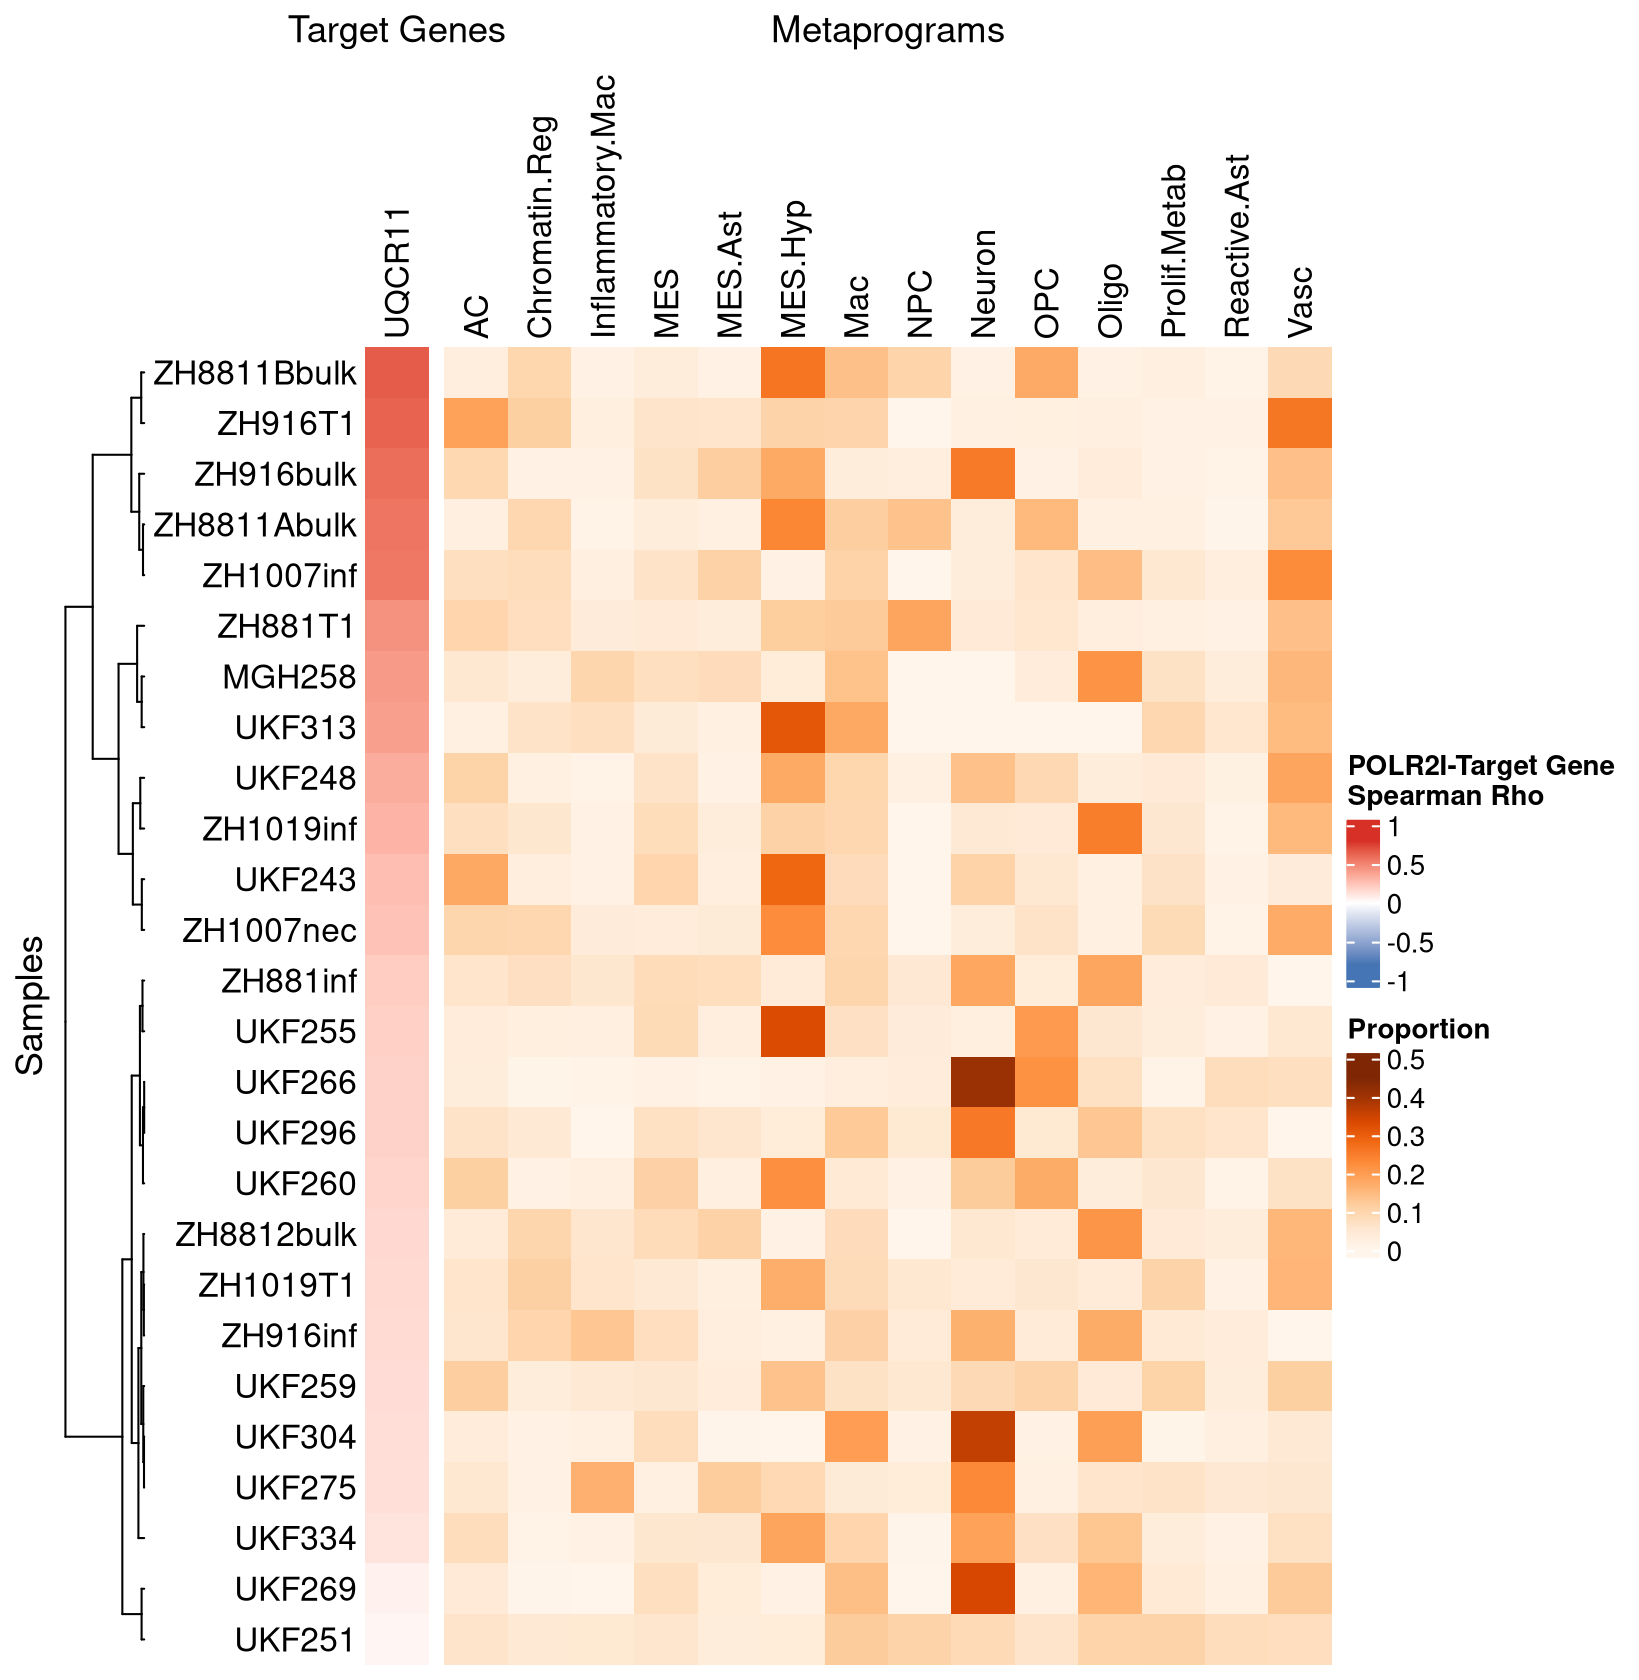 Target Genes
Metaprograms
UQCR11
AC
Chromatin.Reg
Inflammatory.Mac
MES
MES.Ast
MES.Hyp
Mac
NPC
Neuron
OPC
Oligo
Prolif.Metab
Reactive.Ast
Vasc
Samples
ZH8811Bbulk
ZH916T1
ZH916bulk
ZH8811Abulk
ZH1007inf
ZH881T1
MGH258
UKF313
UKF248
ZH1019inf
UKF243
ZH1007nec
ZH881inf
UKF255
UKF266
UKF296
UKF260
ZH8812bulk
ZH1019T1
ZH916inf
UKF259
UKF304
UKF275
UKF334
UKF269
UKF251
POLR2I-Target Gene
Spearman Rho
1
0.5
0
-0.5
-1
Proportion
0.5
0.4
0.3
0.2
0.1
0